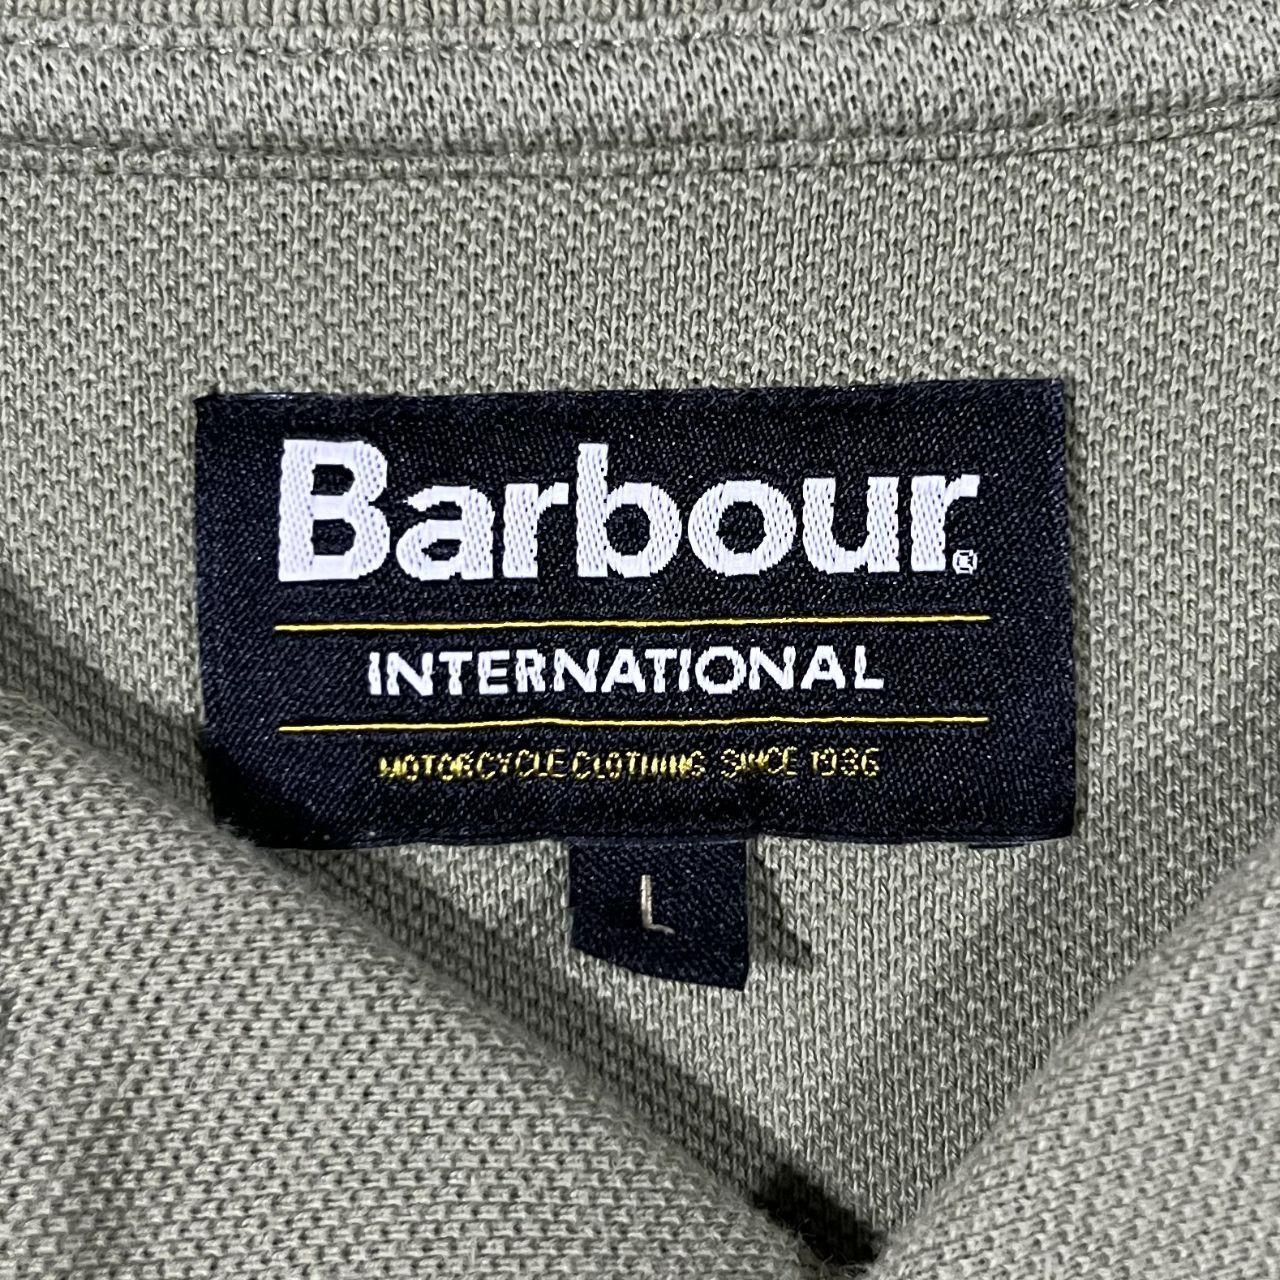 Barbour®
INTERNATIONAL
MOTORCYCLE CLOTHING SINCE 1936
L